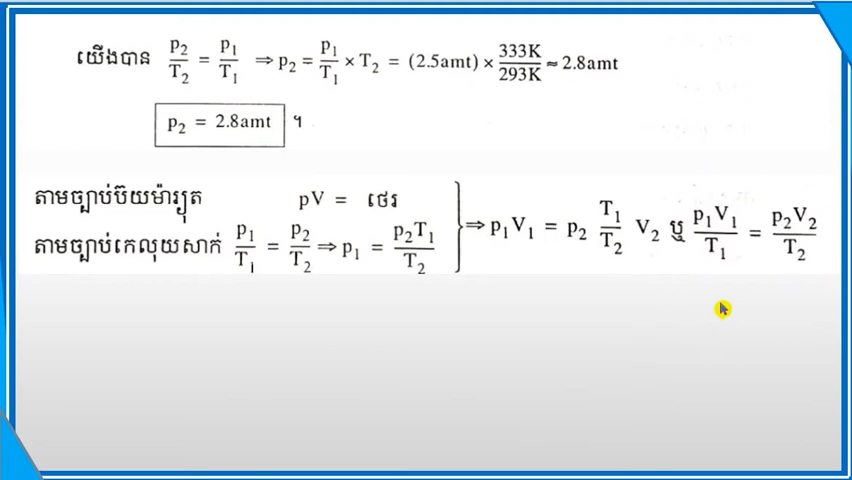 យើងបាន p₂/T₂ = p₁/T₁ ⇒ p₂ = p₁/T₁ × T₂ = (2.5amt) × 333K/293K ≈ 2.8amt
p₂ = 2.8amt ។
តាមច្បាប់ប៊យម៉ារ្យុត pV = ថេរ
តាមច្បាប់កេលុយសាក់ p₁/T₁ = p₂/T₂ ⇒ p₁ = p₂T₁/T₂ } ⇒ p₁V₁ = p₂ T₁/T₂ V₂ ឬ p₁V₁/T₁ = p₂V₂/T₂